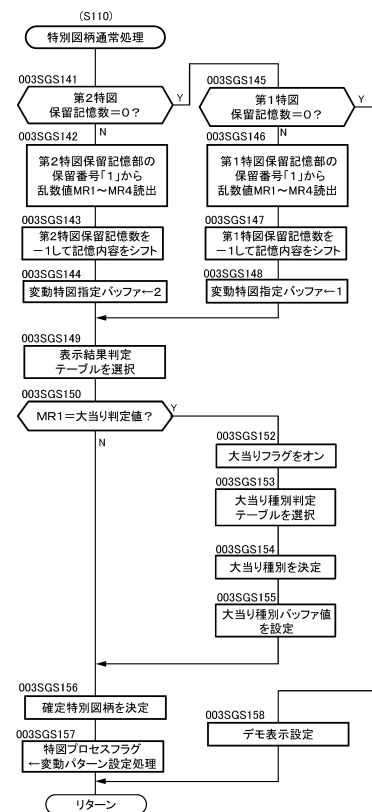 (S110)
特別図柄通常処理
003SGS141
第2特図
保留記憶数=0?
Y
N
003SGS145
第1特図
保留記憶数=0?
Y
N
003SGS142
第2特図保留記憶部の
保留番号「1」から
乱数値MR1~MR4読出
003SGS146
第1特図保留記憶部の
保留番号「1」から
乱数値MR1~MR4読出
003SGS143
第2特図保留記憶数を
-1して記憶内容をシフト
003SGS147
第1特図保留記憶数を
-1して記憶内容をシフト
003SGS144
変動特図指定バッファ←2
003SGS148
変動特図指定バッファ←1
003SGS149
表示結果判定
テーブルを選択
003SGS150
MR1=大当り判定値?
Y
N
003SGS152
大当りフラグをオン
003SGS153
大当り種別判定
テーブルを選択
003SGS154
大当り種別を決定
003SGS155
大当り種別バッファ値
を設定
003SGS156
確定特別図柄を決定
003SGS158
デモ表示設定
003SGS157
特図プロセスフラグ
←変動パターン設定処理
リターン